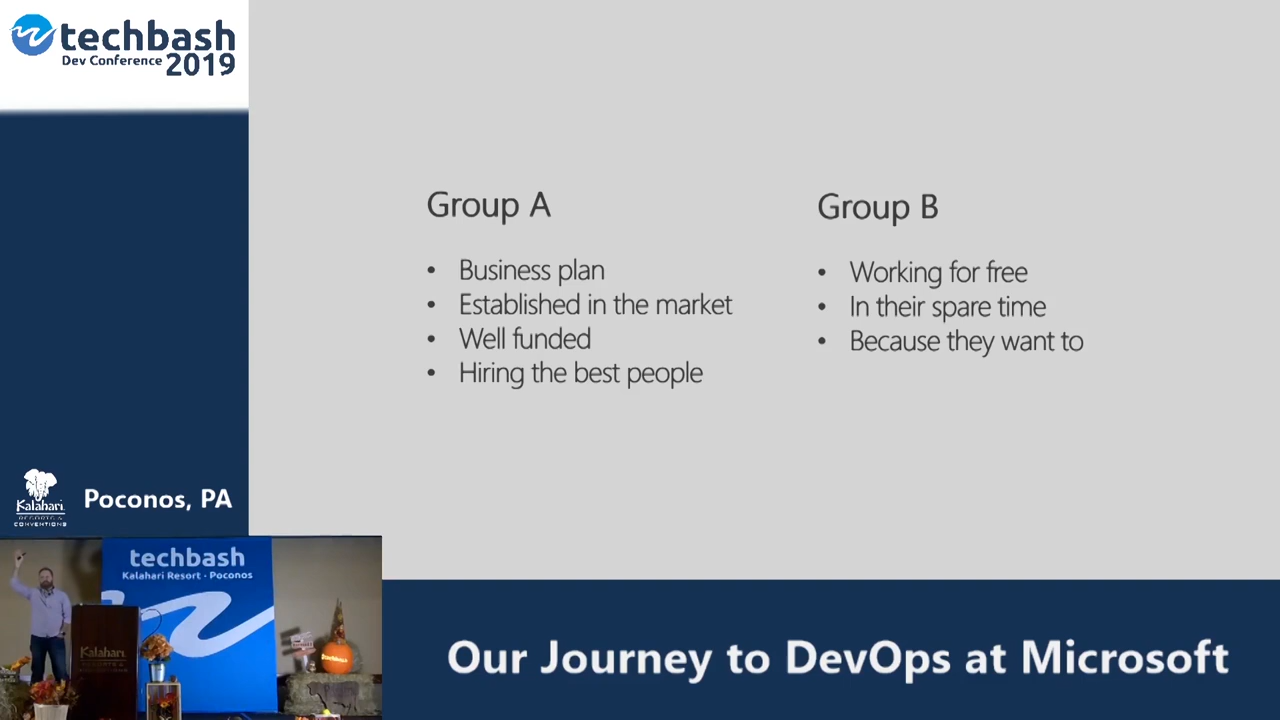 techbash
Dev Conference 2019
Group A
• Business plan
• Established in the market
• Well funded
• Hiring the best people
Group B
• Working for free
• In their spare time
• Because they want to
Kalahari
RESORTS &
CONVENTIONS
Poconos, PA
techbash
Kalahari Resort · Poconos
Kalahari
Our Journey to DevOps at Microsoft